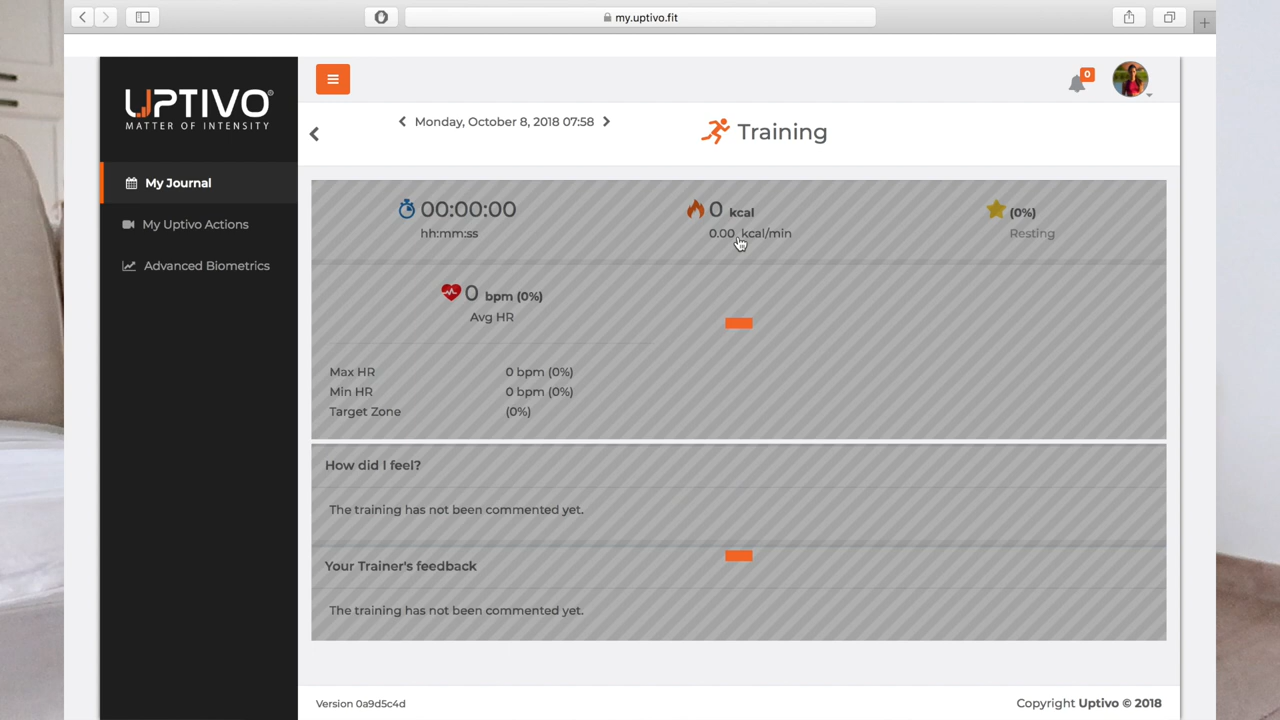 my.uptivo.fit
UPTIVO®
MATTER OF INTENSITY
0
Monday, October 8, 2018 07:58
Training
My Journal
My Uptivo Actions
Advanced Biometrics
00:00:00
hh:mm:ss
0 kcal
0.00 kcal/min
(0%)
Resting
0 bpm (0%)
Avg HR
Max HR 0 bpm (0%)
Min HR 0 bpm (0%)
Target Zone (0%)
How did I feel?
The training has not been commented yet.
Your Trainer's feedback
The training has not been commented yet.
Version 0a9d5c4d
Copyright Uptivo © 2018